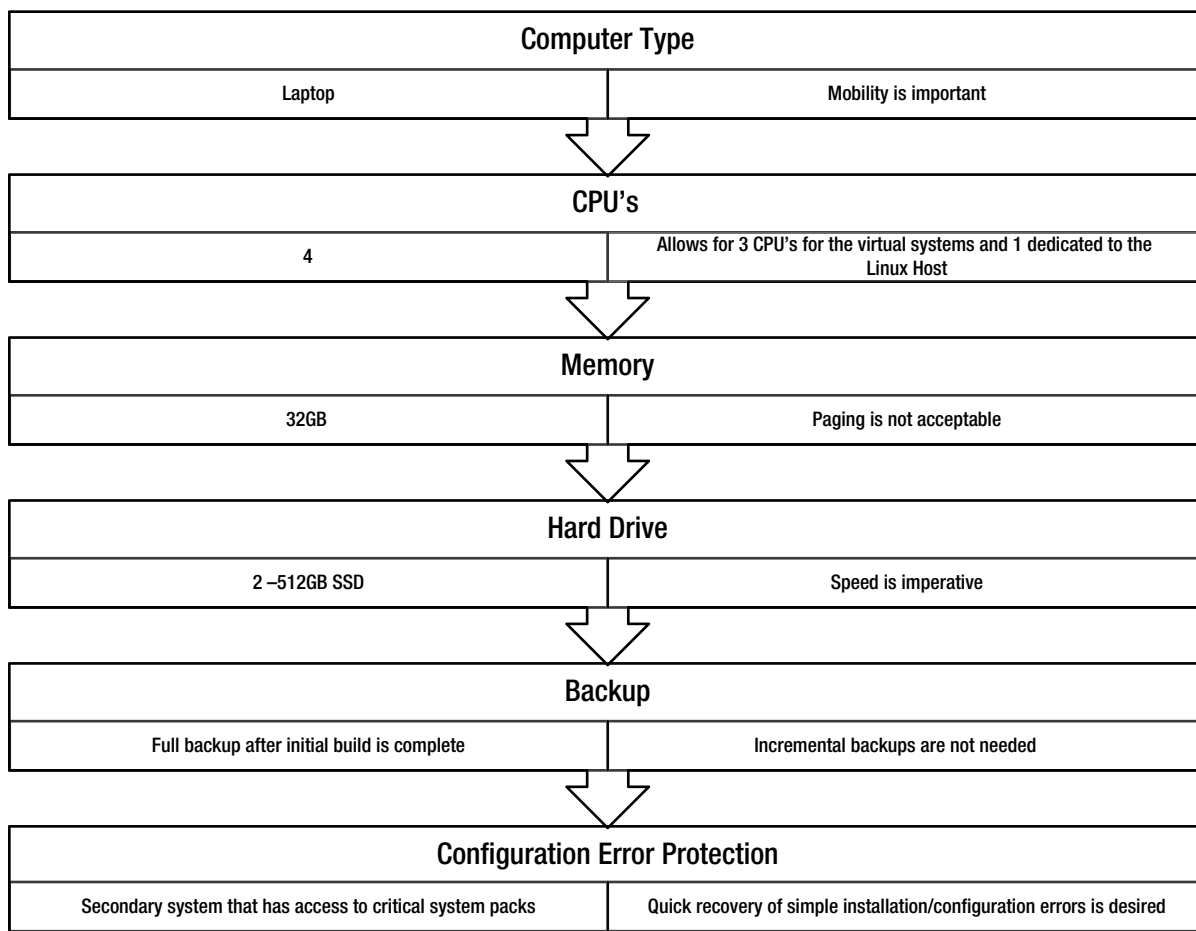 Computer Type
Laptop
Mobility is important
CPU's
4
Allows for 3 CPU's for the virtual systems and 1 dedicated to the
Linux Host
Memory
32GB
Paging is not acceptable
Hard Drive
2 –512GB SSD
Speed is imperative
Backup
Full backup after initial build is complete
Incremental backups are not needed
Configuration Error Protection
Secondary system that has access to critical system packs
Quick recovery of simple installation/configuration errors is desired